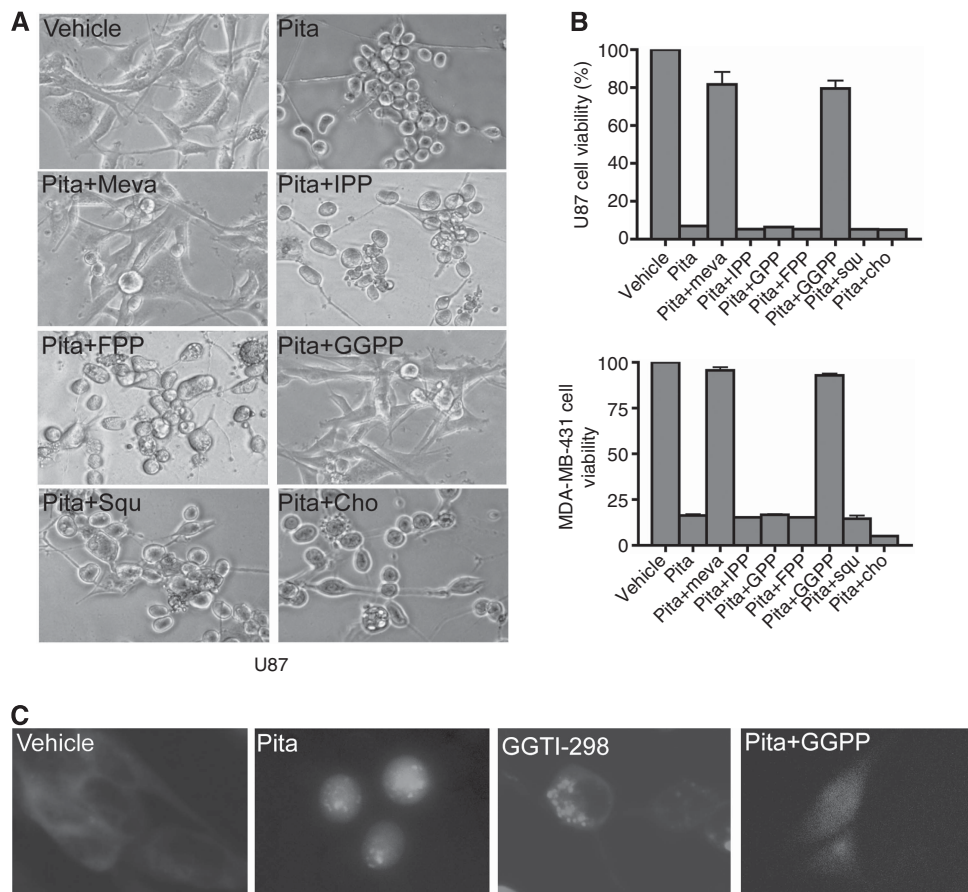 A
Vehicle
Pita
Pita+Meva
Pita+IPP
Pita+FPP
Pita+GGPP
Pita+Squ
Pita+Cho
U87
B
U87 cell viability (%)
100
80
60
40
20
0
Vehicle
Pita
Pita+meva
Pita+IPP
Pita+GPP
Pita+FPP
Pita+GGPP
Pita+squ
Pita+cho
MDA-MB-431 cell
viability
100
75
50
25
0
Vehicle
Pita
Pita+meva
Pita+IPP
Pita+GPP
Pita+FPP
Pita+GGPP
Pita+squ
Pita+cho
C
Vehicle
Pita
GGTI-298
Pita+GGPP